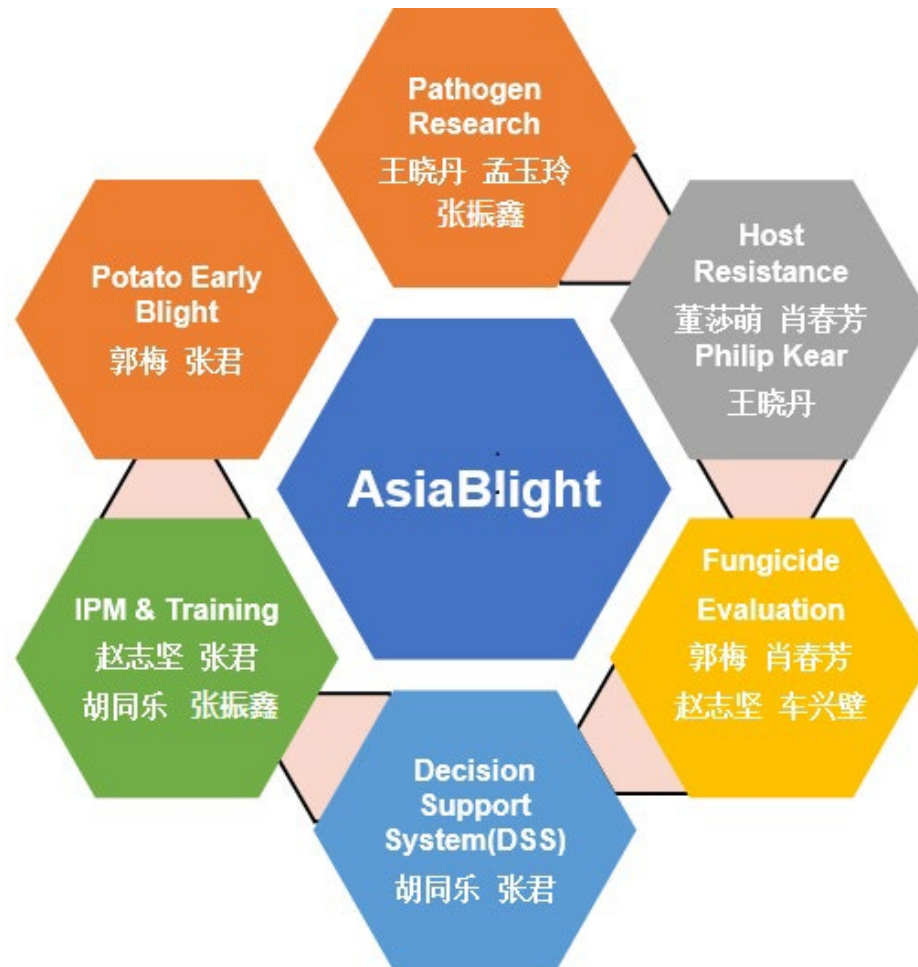 Pathogen
Research
王晓丹 孟玉玲
张振鑫
Host
Resistance
董莎萌 肖春芳
Philip Kear
王晓丹
Fungicide
Evaluation
郭梅 肖春芳
赵志坚 车兴壁
Decision
Support
System(DSS)
胡同乐 张君
IPM & Training
赵志坚 张君
胡同乐 张振鑫
Potato Early
Blight
郭梅 张君
AsiaBlight